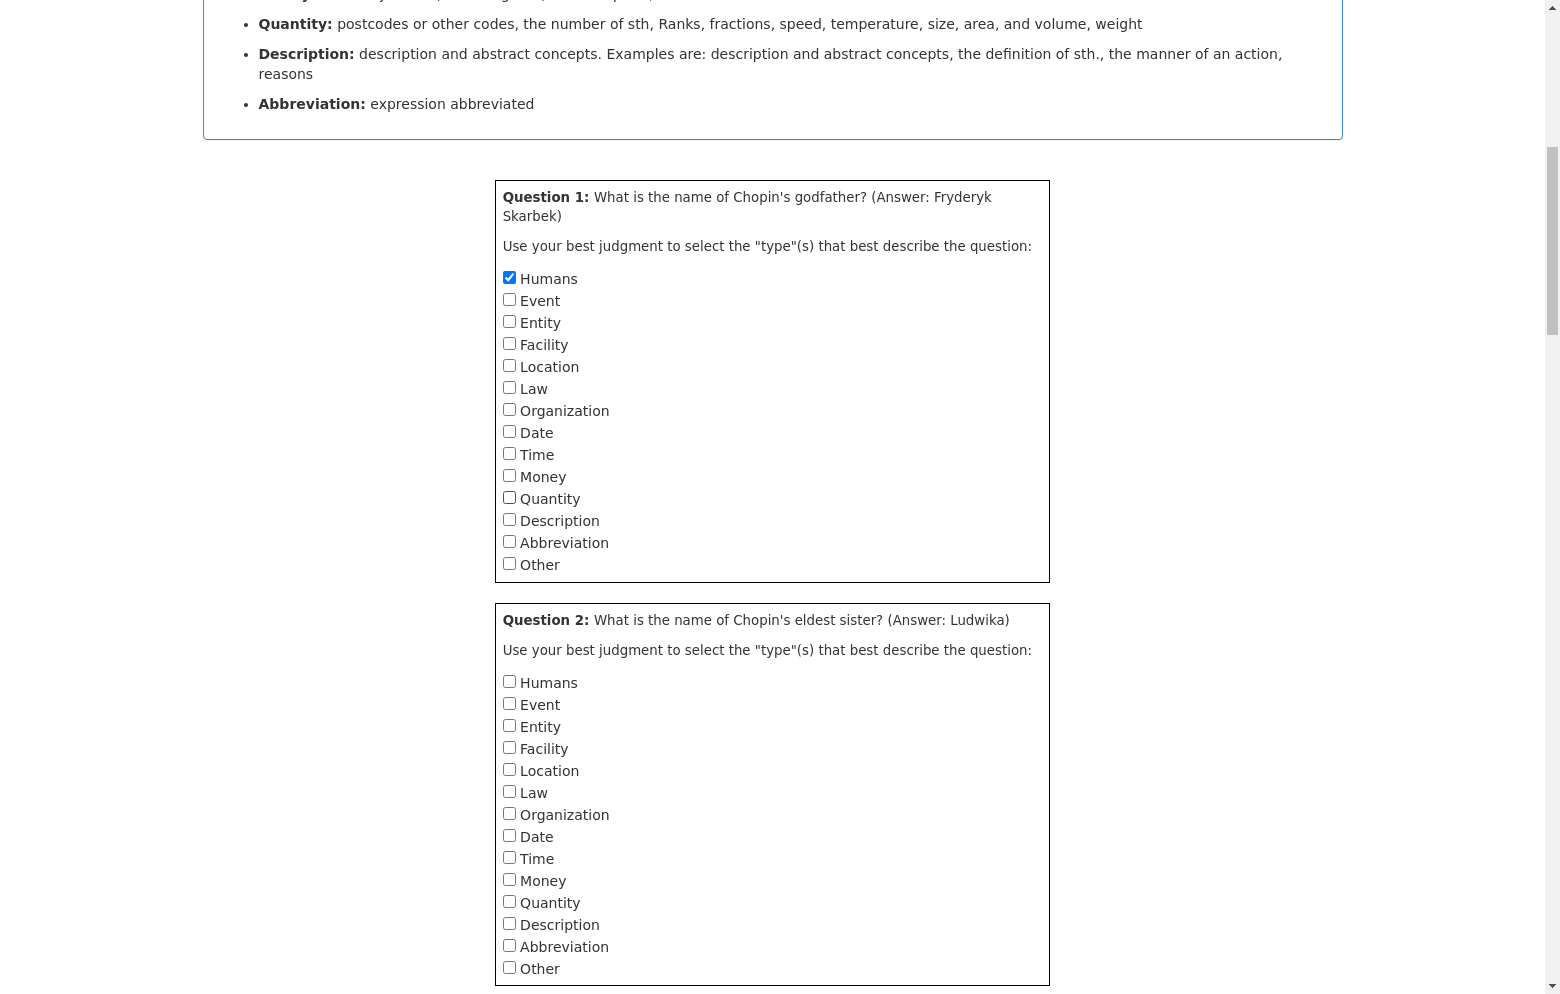 Quantity: postcodes or other codes, the number of sth, Ranks, fractions, speed, temperature, size, area, and volume, weight
Description: description and abstract concepts. Examples are: description and abstract concepts, the definition of sth., the manner of an action,
reasons
Abbreviation: expression abbreviated
Question 1: What is the name of Chopin's godfather? (Answer: Fryderyk
Skarbek)
Use your best judgment to select the "type"(s) that best describe the question:
Humans
Event
Entity
Facility
Location
Law
Organization
Date
Time
Money
Quantity
Description
Abbreviation
Other
Question 2: What is the name of Chopin's eldest sister? (Answer: Ludwika)
Use your best judgment to select the "type"(s) that best describe the question:
Humans
Event
Entity
Facility
Location
Law
Organization
Date
Time
Money
Quantity
Description
Abbreviation
Other